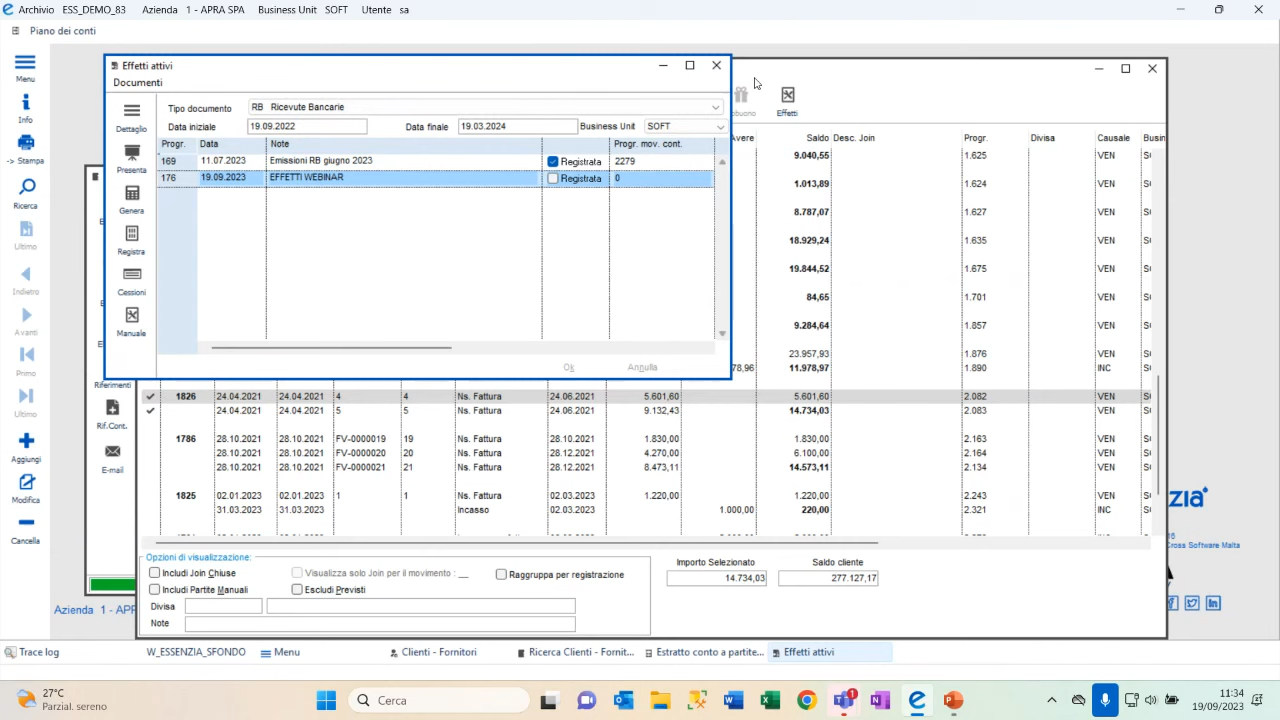 Archivio ESS_DEMO_83 Azienda 1 - APRA SPA Business Unit SOFT Utente sa
Piano dei conti
Menu
Info
-> Stampa
Ricerca
Ultimo
Indietro
Avanti
Primo
Ultimo
Aggiungi
Modifica
Cancella
Effetti attivi
Documenti
Dettaglio
Presenta
Genera
Registra
Cessioni
Manuale
Tipo documento RB Ricevute Bancarie
Data iniziale 19.09.2022 Data finale 19.03.2024 Business Unit SOFT
Progr. Data Note Progr. mov. cont.
169 11.07.2023 Emissioni RB giugno 2023 Registrata 2279
176 19.09.2023 EFFETTI WEBINAR Registrata 0
Ok Annulla
Effetti
Avere Saldo Desc. Join Progr. Divisa Causale
9.040,55 1.625 VEN
1.013,89 1.624 VEN
8.787,07 1.627 VEN
18.929,24 1.635 VEN
19.844,52 1.675 VEN
84,65 1.701 VEN
9.284,64 1.857 VEN
23.957,93 1.876 VEN
78,96 11.978,97 1.890 INC
Riferimenti
Rif.Cont.
E-mail
1826 24.04.2021 24.04.2021 4 4 Ns. Fattura 24.06.2021 5.601,60 5.601,60 2.082 VEN
24.04.2021 24.04.2021 5 5 Ns. Fattura 24.06.2021 9.132,43 14.734,03 2.083 VEN
1786 28.10.2021 28.10.2021 FV-0000019 19 Ns. Fattura 28.10.2021 1.830,00 1.830,00 2.163 VEN
28.10.2021 28.10.2021 FV-0000020 20 Ns. Fattura 28.12.2021 4.270,00 6.100,00 2.164 VEN
28.10.2021 28.10.2021 FV-0000021 21 Ns. Fattura 28.12.2021 8.473,11 14.573,11 2.134 VEN
1825 02.01.2023 02.01.2023 1 1 Ns. Fattura 02.03.2023 1.220,00 1.220,00 2.243 VEN
31.03.2023 31.03.2023 Incasso 02.03.2023 1.000,00 220,00 2.321 INC
Opzioni di visualizzazione:
Includi Join Chiuse Visualizza solo Join per il movimento : __ Raggruppa per registrazione
Includi Partite Manuali Escludi Previsti
Divisa
Note
Importo Selezionato Saldo cliente
14.734,03 277.127,17
zia
Cross Software Malta
Azienda 1 - APR
Trace log W_ESSENZIA_SFONDO Menu Clienti - Fornitori Ricerca Clienti - Fornit... Estratto conto a partite... Effetti attivi
27°C
Parzial. sereno
Cerca
1
11:34
19/09/2023